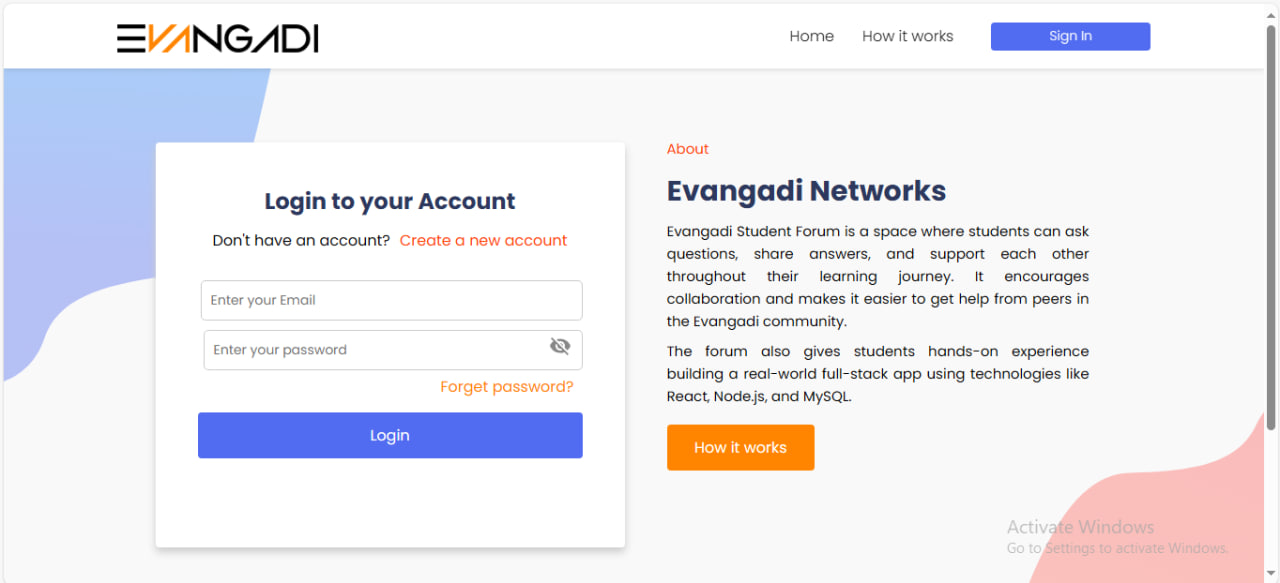 EVANGADI
Home
How it works
Sign In
Login to your Account
Don't have an account? Create a new account
Enter your Email
Enter your password
Forget password?
Login
About
Evangadi Networks
Evangadi Student Forum is a space where students can ask
questions, share answers, and support each other
throughout their learning journey. It encourages
collaboration and makes it easier to get help from peers in
the Evangadi community.
The forum also gives students hands-on experience
building a real-world full-stack app using technologies like
React, Node.js, and MySQL.
How it works
Activate Windows
Go to Settings to activate Windows.